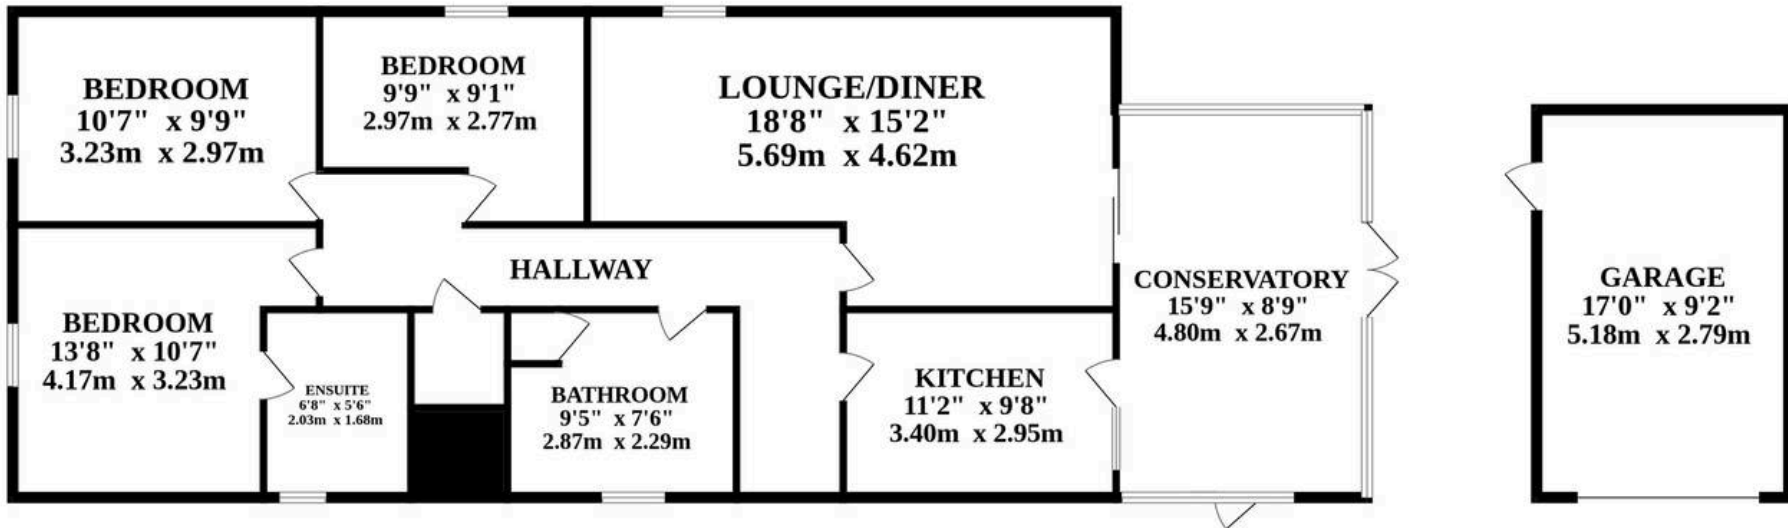 BEDROOM
10'7" x 9'9"
3.23m x 2.97m
BEDROOM
9'9" x 9'1"
2.97m x 2.77m
LOUNGE/DINER
18'8" x 15'2"
5.69m x 4.62m
HALLWAY
BEDROOM
13'8" x 10'7"
4.17m x 3.23m
ENSUITE
6'8" x 5'6"
2.03m x 1.68m
BATHROOM
9'5" x 7'6"
2.87m x 2.29m
KITCHEN
11'2" x 9'8"
3.40m x 2.95m
CONSERVATORY
15'9" x 8'9"
4.80m x 2.67m
GARAGE
17'0" x 9'2"
5.18m x 2.79m